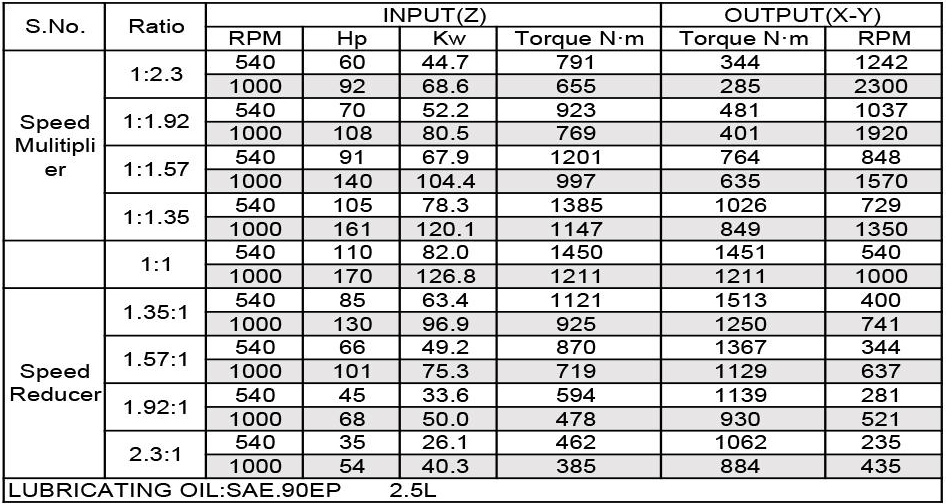 S.No. Ratio INPUT(Z) OUTPUT(X-Y)
RPM Hp Kw Torque N·m Torque N·m RPM
Speed
Mulitipli
er
1:2.3
540 60 44.7 791 344 1242
1000 92 68.6 655 285 2300
1:1.92
540 70 52.2 923 481 1037
1000 108 80.5 769 401 1920
1:1.57
540 91 67.9 1201 764 848
1000 140 104.4 997 635 1570
1:1.35
540 105 78.3 1385 1026 729
1000 161 120.1 1147 849 1350
1:1
540 110 82.0 1450 1451 540
1000 170 126.8 1211 1211 1000
Speed
Reducer
1.35:1
540 85 63.4 1121 1513 400
1000 130 96.9 925 1250 741
1.57:1
540 66 49.2 870 1367 344
1000 101 75.3 719 1129 637
1.92:1
540 45 33.6 594 1139 281
1000 68 50.0 478 930 521
2.3:1
540 35 26.1 462 1062 235
1000 54 40.3 385 884 435
LUBRICATING OIL:SAE.90EP 2.5L